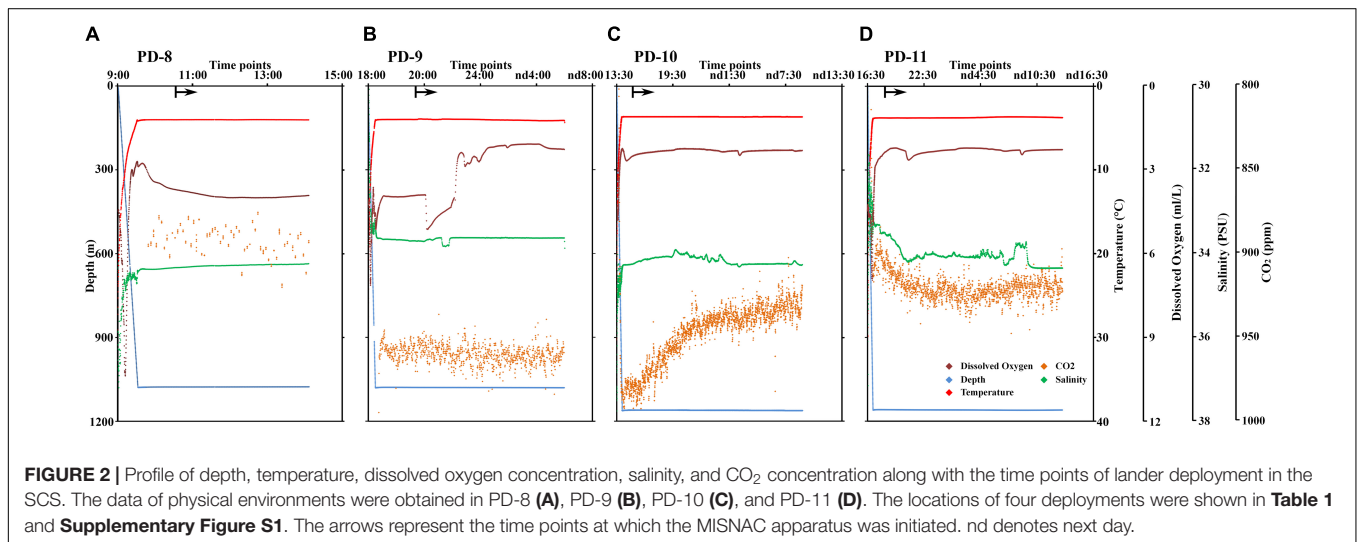 A
B
C
D
PD-8
PD-9
PD-10
PD-11
Time points
Time points
Time points
Time points
9:00 11:00 13:00 15:00
18:00 20:00 24:00 nd4:00 nd8:00
13:30 19:30 nd1:30 nd7:30 nd13:30
16:30 22:30 nd4:30 nd10:30 nd16:30
0
300
600
900
1200
Depth (m)
0
10
20
30
40
Temperature (°C)
0
3
6
9
12
Dissolved Oxygen (ml/L)
30
32
34
36
38
Salinity (PSU)
800
850
900
950
1000
CO₂ (ppm)
Dissolved Oxygen
CO2
Depth
Salinity
Temperature
FIGURE 2 | Profile of depth, temperature, dissolved oxygen concentration, salinity, and CO₂ concentration along with the time points of lander deployment in the
SCS. The data of physical environments were obtained in PD-8 (A), PD-9 (B), PD-10 (C), and PD-11 (D). The locations of four deployments were shown in Table 1
and Supplementary Figure S1. The arrows represent the time points at which the MISNAC apparatus was initiated. nd denotes next day.